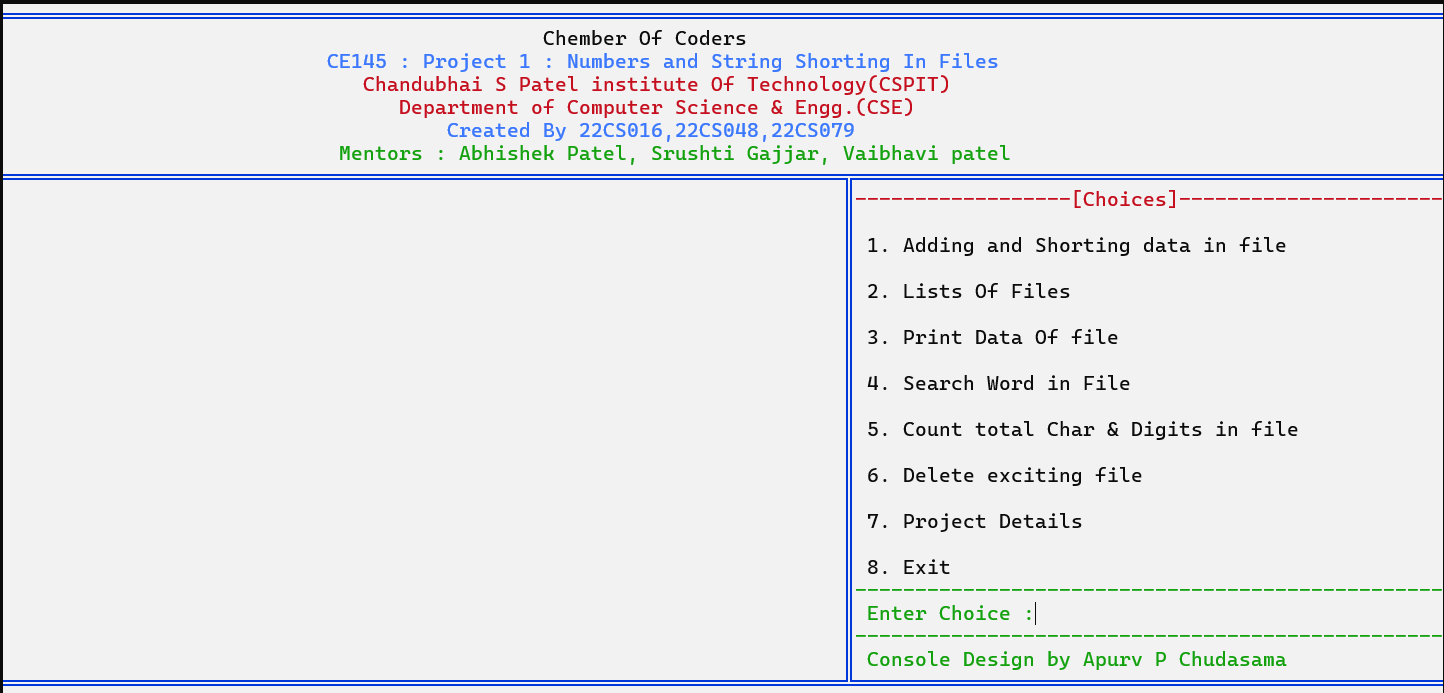 Chember Of Coders
CE145 : Project 1 : Numbers and String Shorting In Files
Chandubhai S Patel institute Of Technology(CSPIT)
Department of Computer Science & Engg.(CSE)
Created By 22CS016,22CS048,22CS079
Mentors : Abhishek Patel, Srushti Gajjar, Vaibhavi patel
------------------[Choices]----------------------
1. Adding and Shorting data in file
2. Lists Of Files
3. Print Data Of file
4. Search Word in File
5. Count total Char & Digits in file
6. Delete exciting file
7. Project Details
8. Exit
-------------------------------------------------
Enter Choice :
-------------------------------------------------
Console Design by Apurv P Chudasama